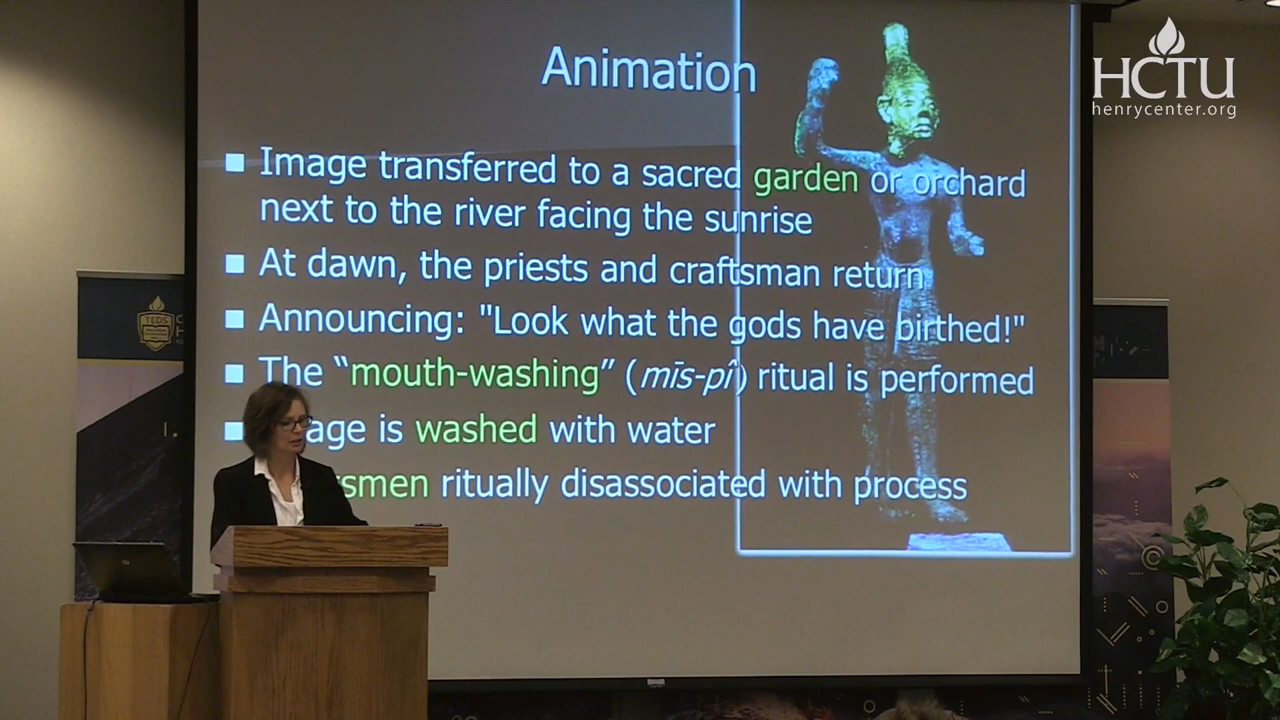 HCTU
henrycenter.org
Animation
Image transferred to a sacred garden or orchard
next to the river facing the sunrise
At dawn, the priests and craftsman return
Announcing: "Look what the gods have birthed!"
The “mouth-washing” (mīs-pî) ritual is performed
is washed with water
ritually disassociated with process
TEDS